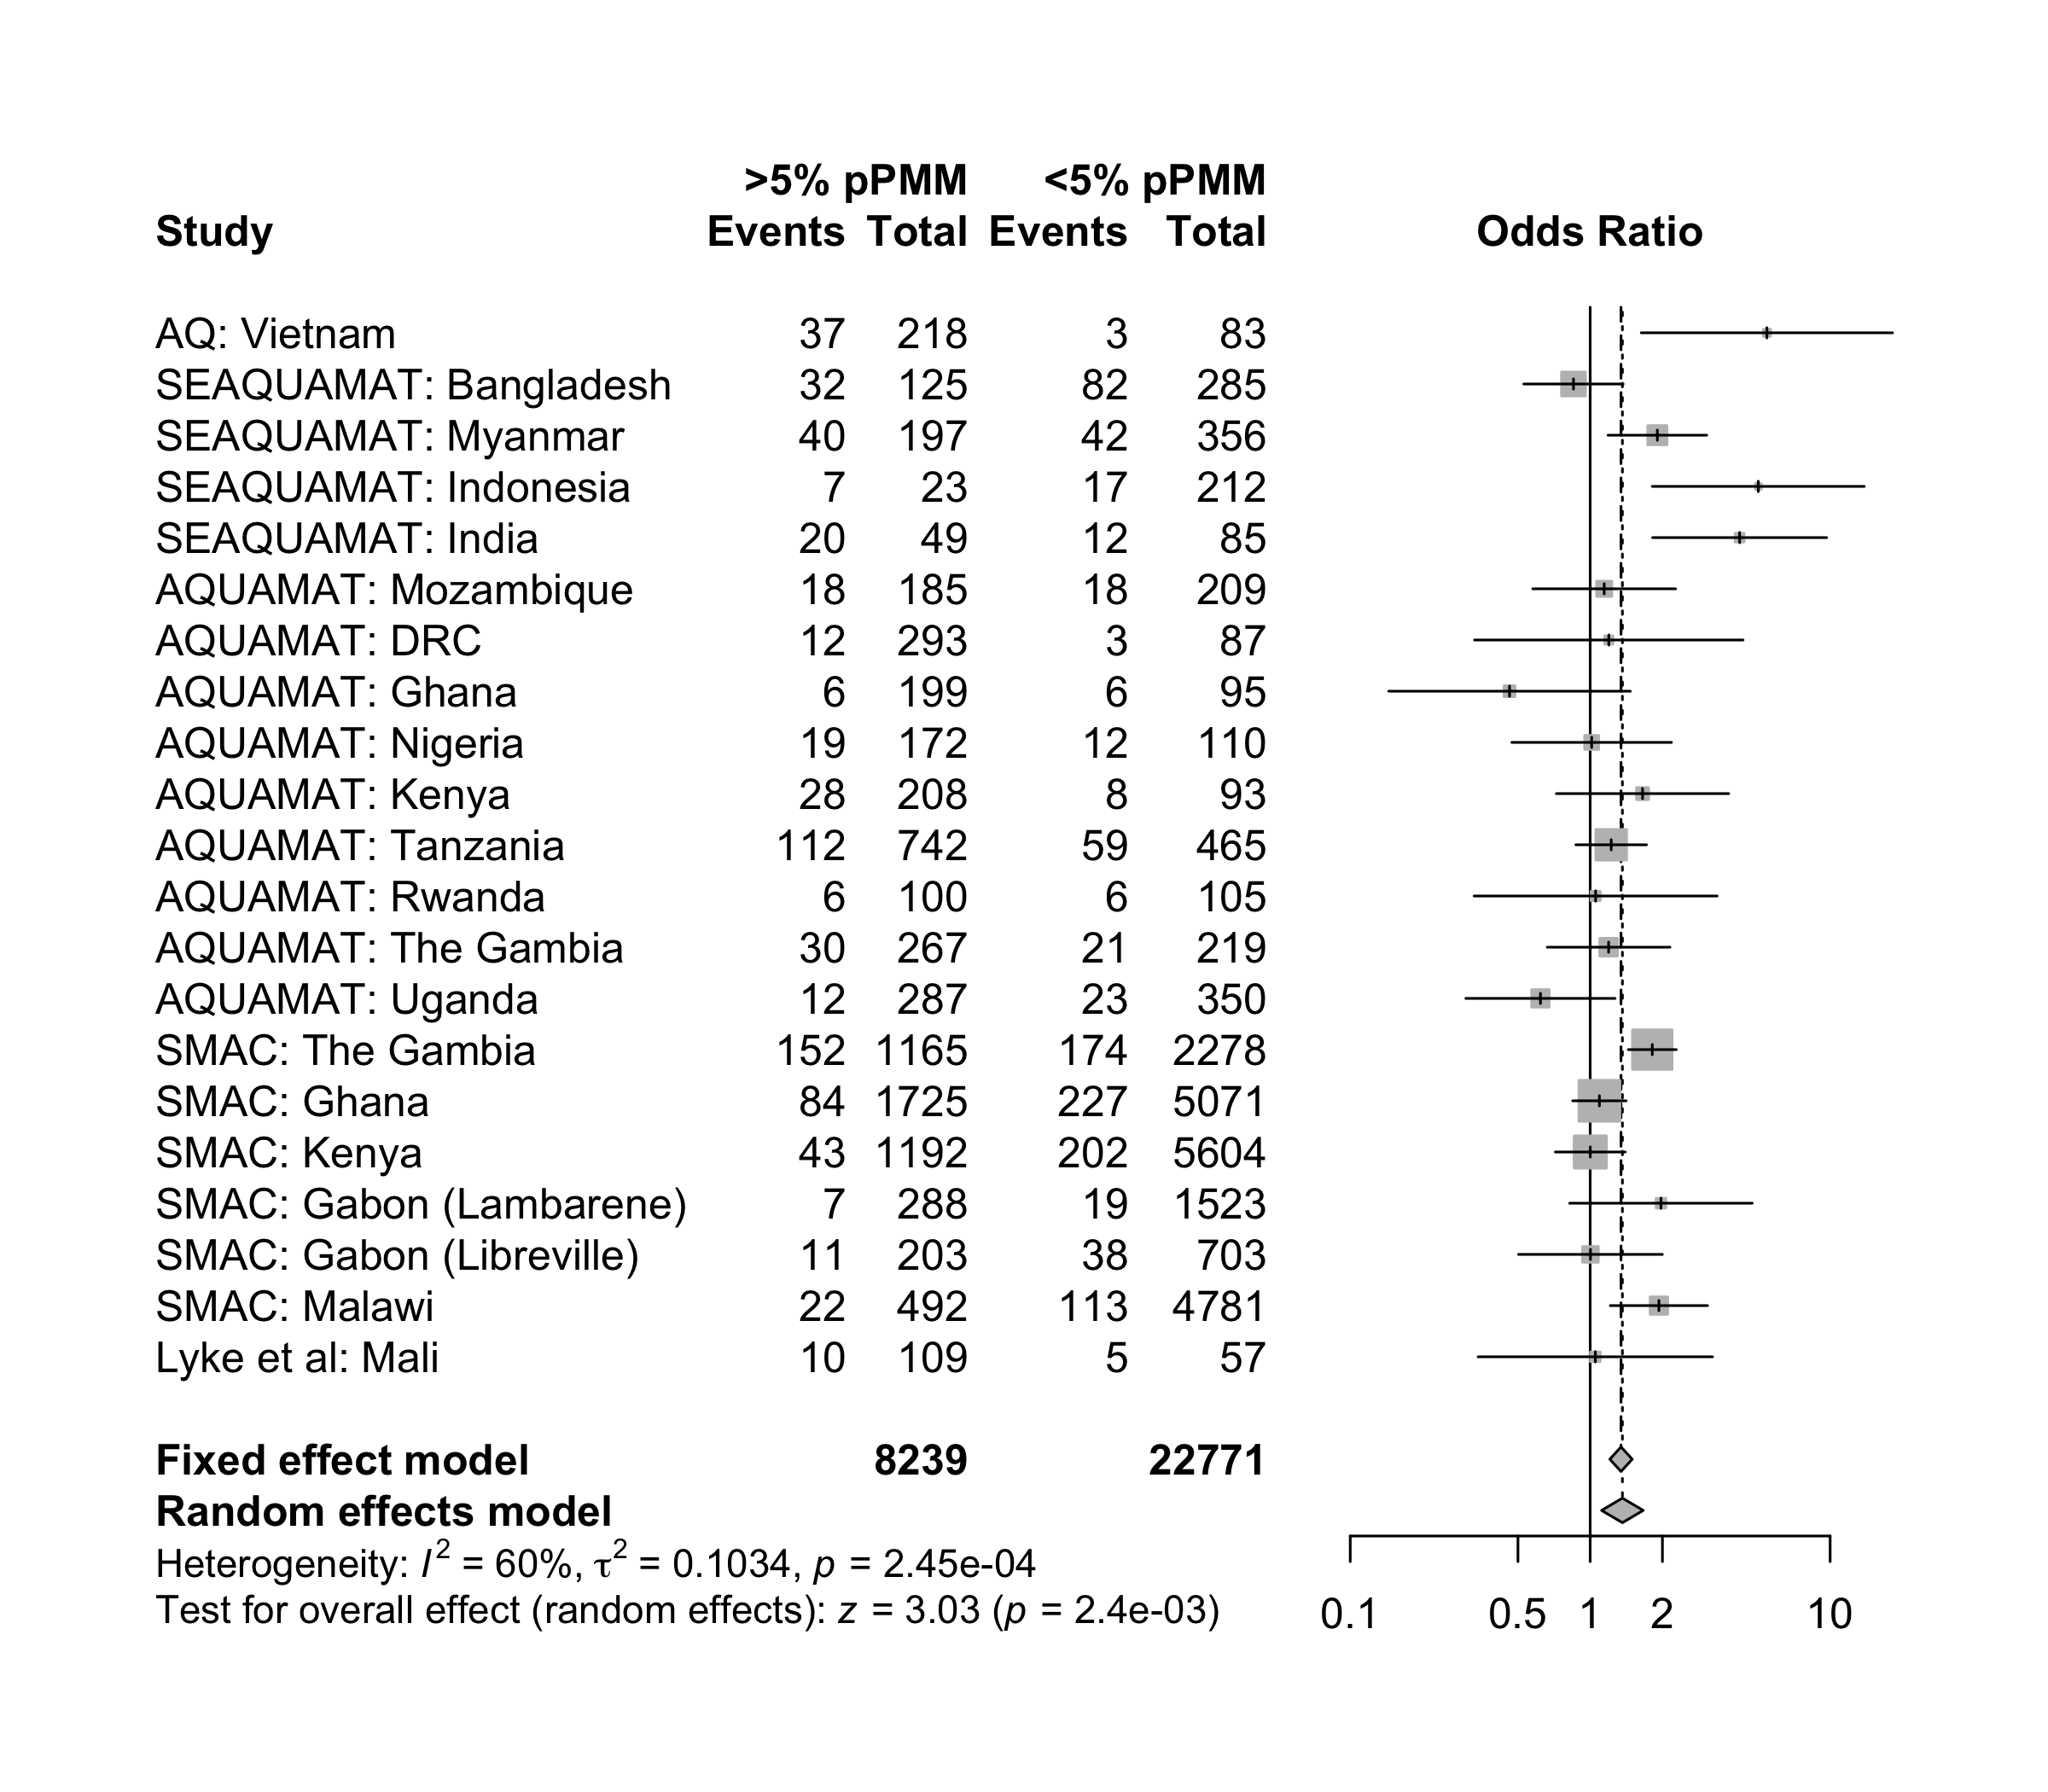 >5% pPMM <5% pPMM
Study Events Total Events Total Odds Ratio
AQ: Vietnam 37 218 3 83
SEAQUAMAT: Bangladesh 32 125 82 285
SEAQUAMAT: Myanmar 40 197 42 356
SEAQUAMAT: Indonesia 7 23 17 212
SEAQUAMAT: India 20 49 12 85
AQUAMAT: Mozambique 18 185 18 209
AQUAMAT: DRC 12 293 3 87
AQUAMAT: Ghana 6 199 6 95
AQUAMAT: Nigeria 19 172 12 110
AQUAMAT: Kenya 28 208 8 93
AQUAMAT: Tanzania 112 742 59 465
AQUAMAT: Rwanda 6 100 6 105
AQUAMAT: The Gambia 30 267 21 219
AQUAMAT: Uganda 12 287 23 350
SMAC: The Gambia 152 1165 174 2278
SMAC: Ghana 84 1725 227 5071
SMAC: Kenya 43 1192 202 5604
SMAC: Gabon (Lambarene) 7 288 19 1523
SMAC: Gabon (Libreville) 11 203 38 703
SMAC: Malawi 22 492 113 4781
Lyke et al: Mali 10 109 5 57
Fixed effect model 8239 22771
Random effects model
Heterogeneity: I² = 60%, τ² = 0.1034, p = 2.45e-04
Test for overall effect (random effects): z = 3.03 (p = 2.4e-03)
0.1 0.5 1 2 10